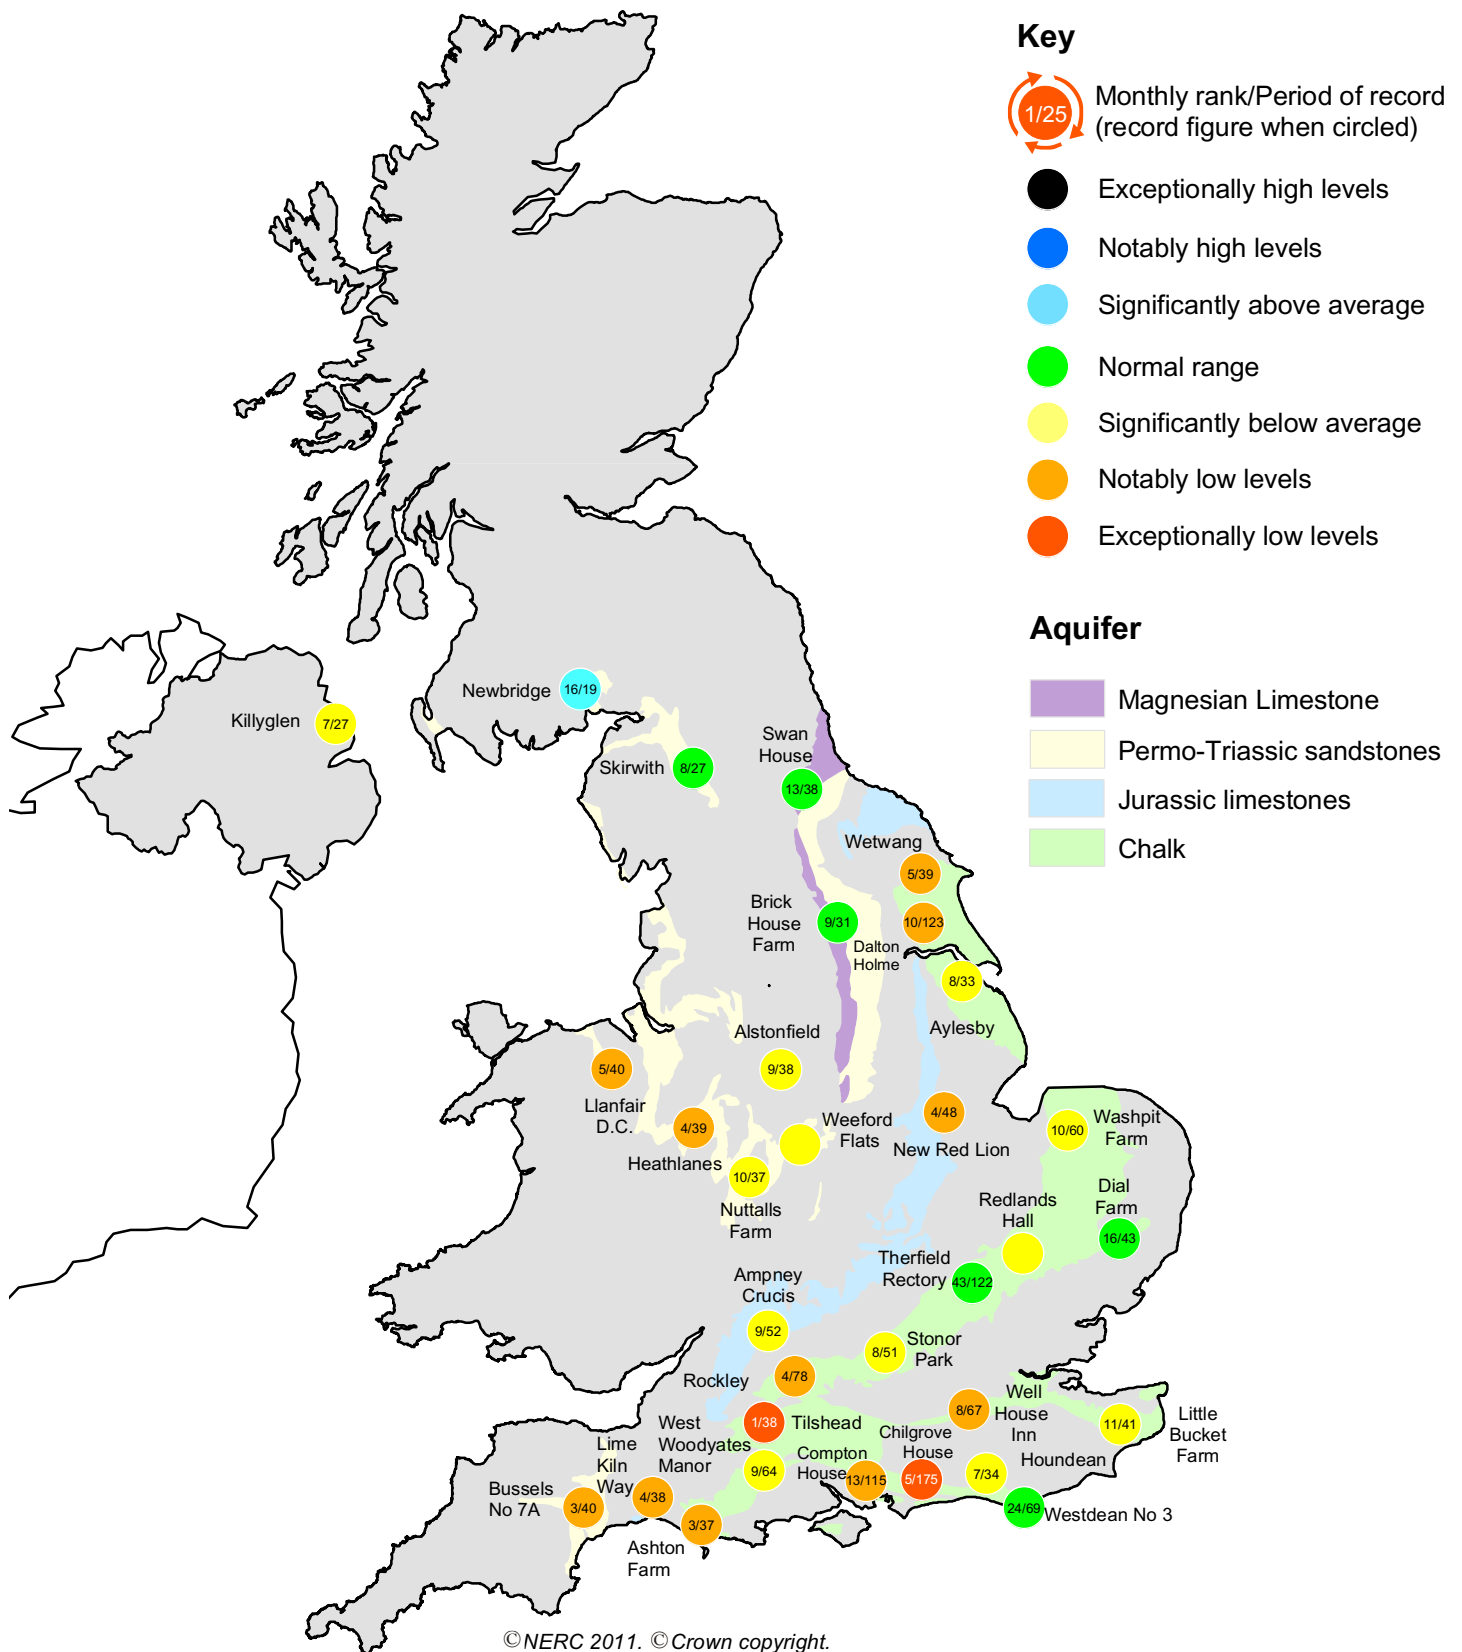 Key
1/25
Monthly rank/Period of record
(record figure when circled)
Exceptionally high levels
Notably high levels
Significantly above average
Normal range
Significantly below average
Notably low levels
Exceptionally low levels
Aquifer
Magnesian Limestone
Permo-Triassic sandstones
Jurassic limestones
Chalk
Newbridge
16/19
Killyglen
7/27
Skirwith
8/27
Swan
House
13/38
Wetwang
5/39
Brick
House
Farm
9/31
10/123
Dalton
Holme
8/33
Aylesby
Alstonfield
9/38
5/40
Llanfair
D.C.
4/39
Heathlanes
Weeford
Flats
10/37
Nuttalls
Farm
4/48
New Red Lion
10/60
Washpit
Farm
Dial
Farm
16/43
Redlands
Hall
Therfield
Rectory
43/122
Ampney
Crucis
9/52
8/51
Stonor
Park
Rockley
4/78
1/38
Tilshead
West
Woodyates
Manor
9/64
8/67
Well
House
Inn
11/41
Little
Bucket
Farm
Chilgrove
House
5/175
Compton
House
13/115
Houndean
7/34
24/69
Westdean No 3
Lime
Kiln
Way
4/38
Bussels
No 7A
3/40
3/37
Ashton
Farm
©NERC 2011. ©Crown copyright.